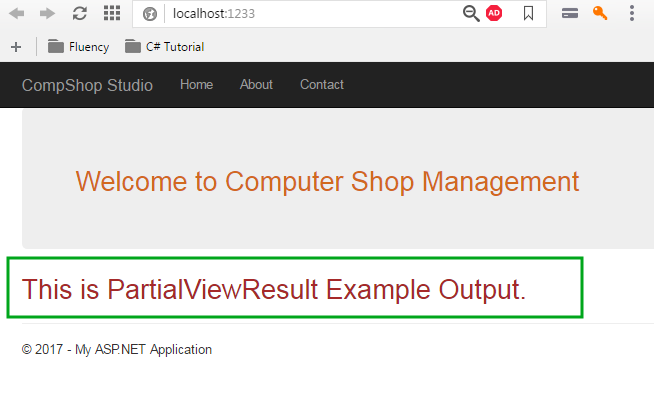 localhost:1233
AD
Fluency C# Tutorial
CompShop Studio Home About Contact
Welcome to Computer Shop Management
This is PartialViewResult Example Output.
© 2017 - My ASP.NET Application